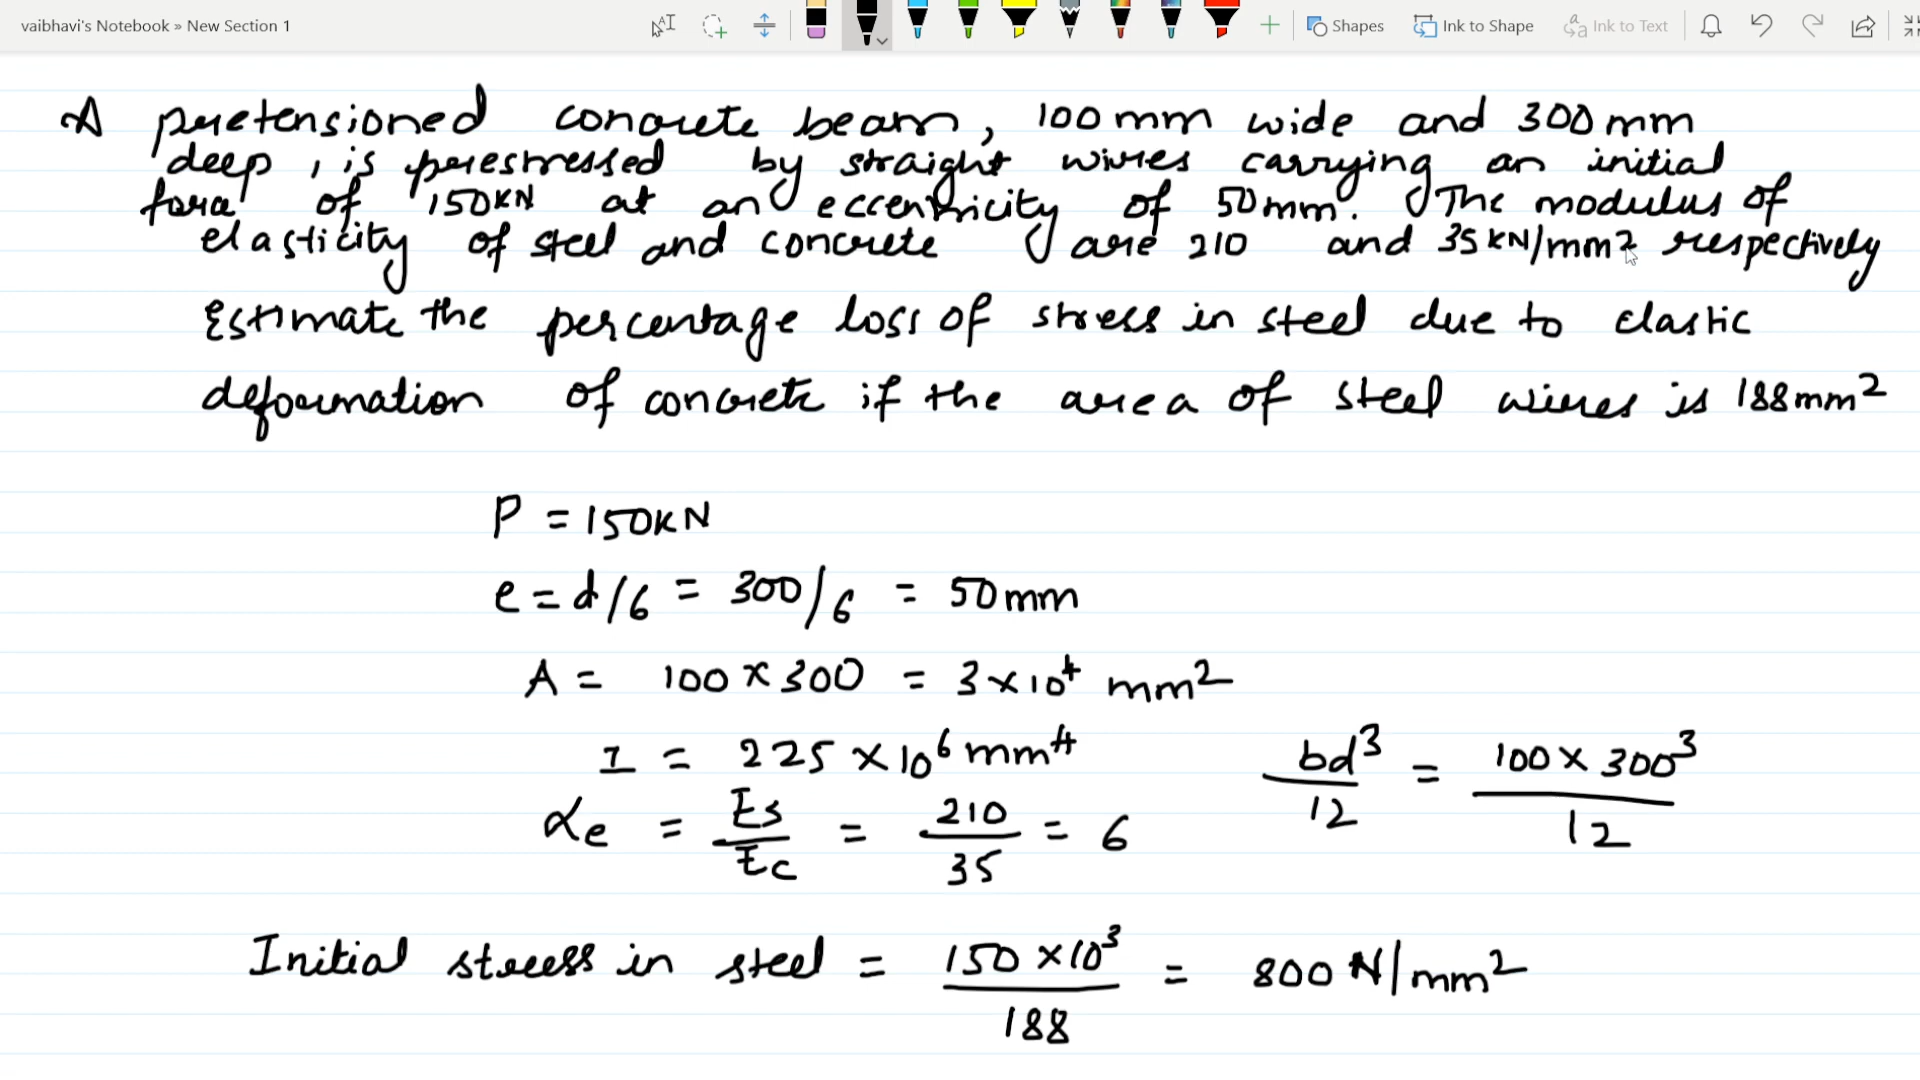 vaibhavi's Notebook » New Section 1
Shapes Ink to Shape Ink to Text
A pretensioned concrete beam, 100 mm wide and 300 mm
deep, is prestressed by straight wires carrying an initial
force of 150KN at an eccentricity of 50mm. The modulus of
elasticity of steel and concrete are 210 and 35 KN/mm² respectively
Estimate the percentage loss of stress in steel due to elastic
deformation of concrete if the area of steel wires is 188mm²
P = 150KN
e = d/6 = 300/6 = 50mm
A = 100 × 300 = 3 × 10⁴ mm²
I = 225 × 10⁶ mm⁴ bd³/12 = 100 × 300³/12
αe = Es/Ec = 210/35 = 6
Initial stress in steel = 150 × 10³/188 = 800 N/mm²